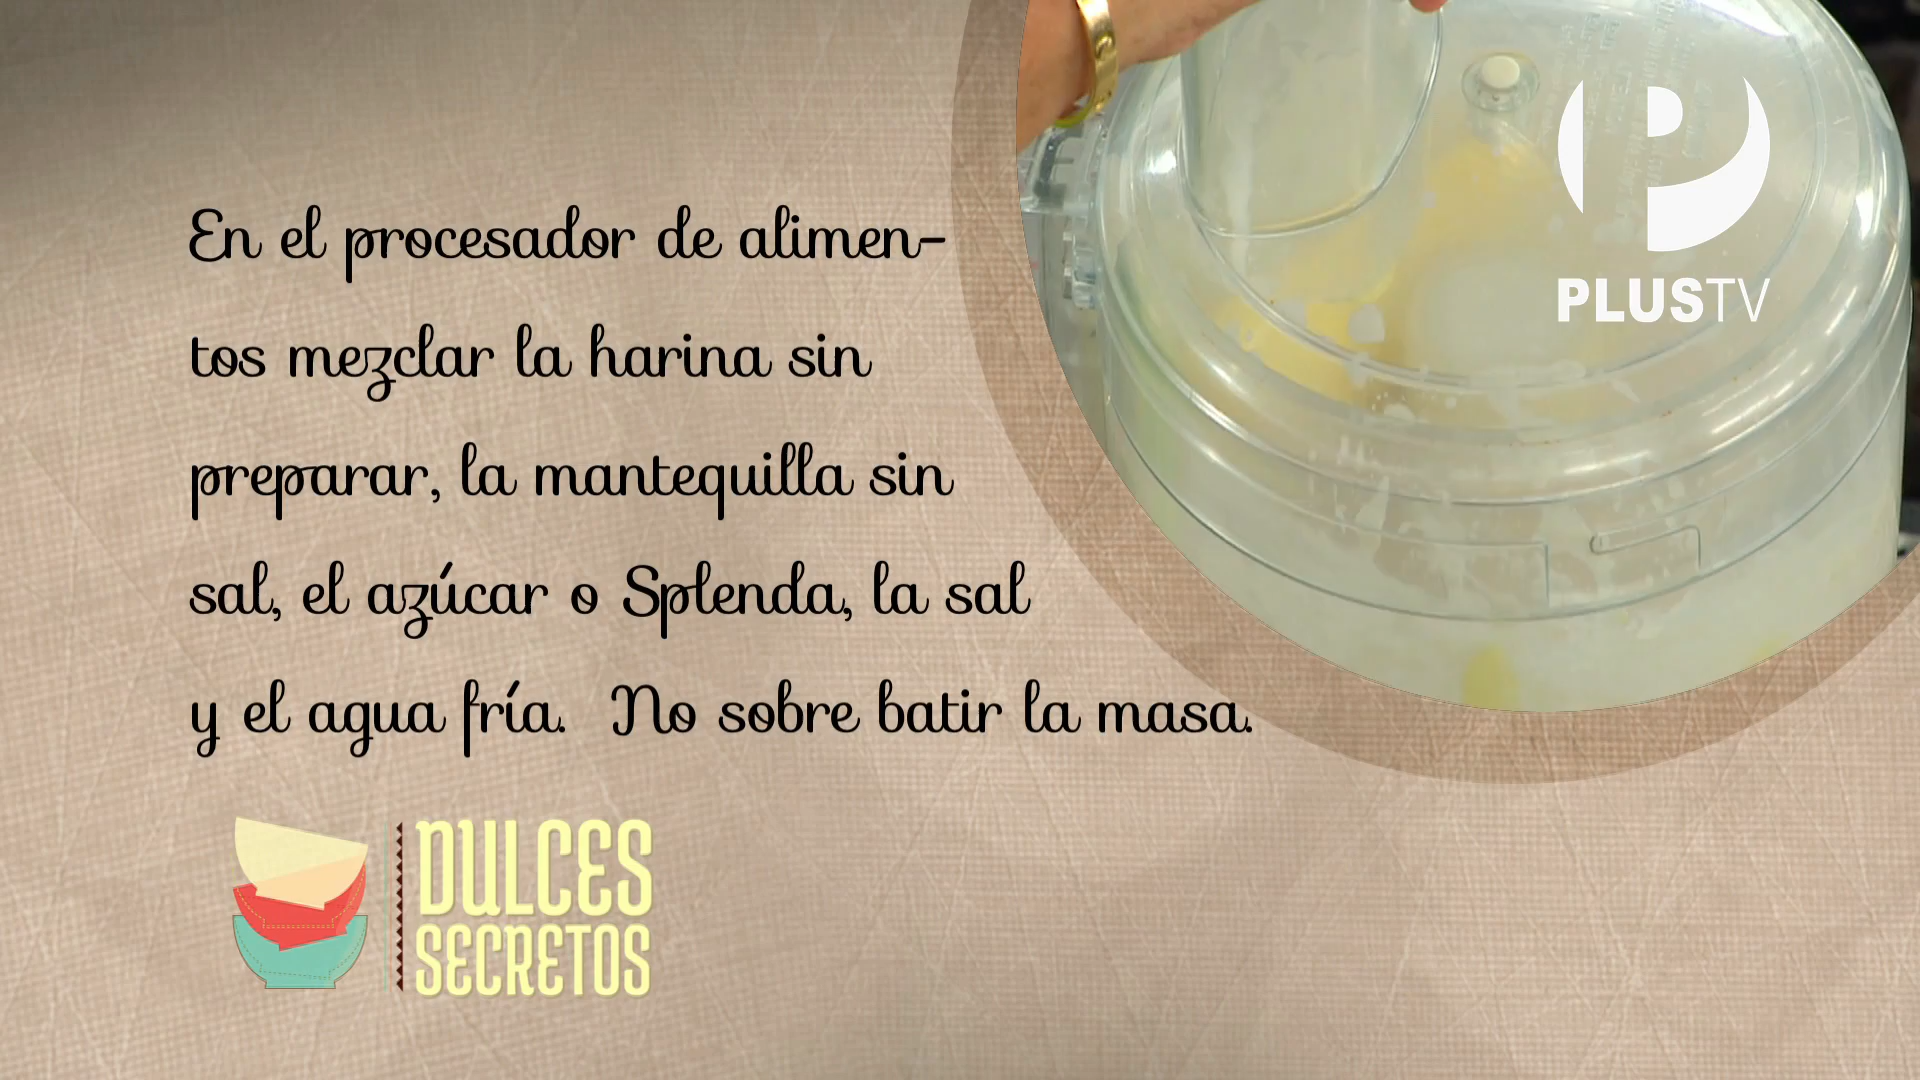 En el procesador de alimen-
tos mezclar la harina sin
preparar, la mantequilla sin
sal, el azúcar o Splenda, la sal
y el agua fría. No sobre batir la masa.
PLUSTV
DULCES
SECRETOS